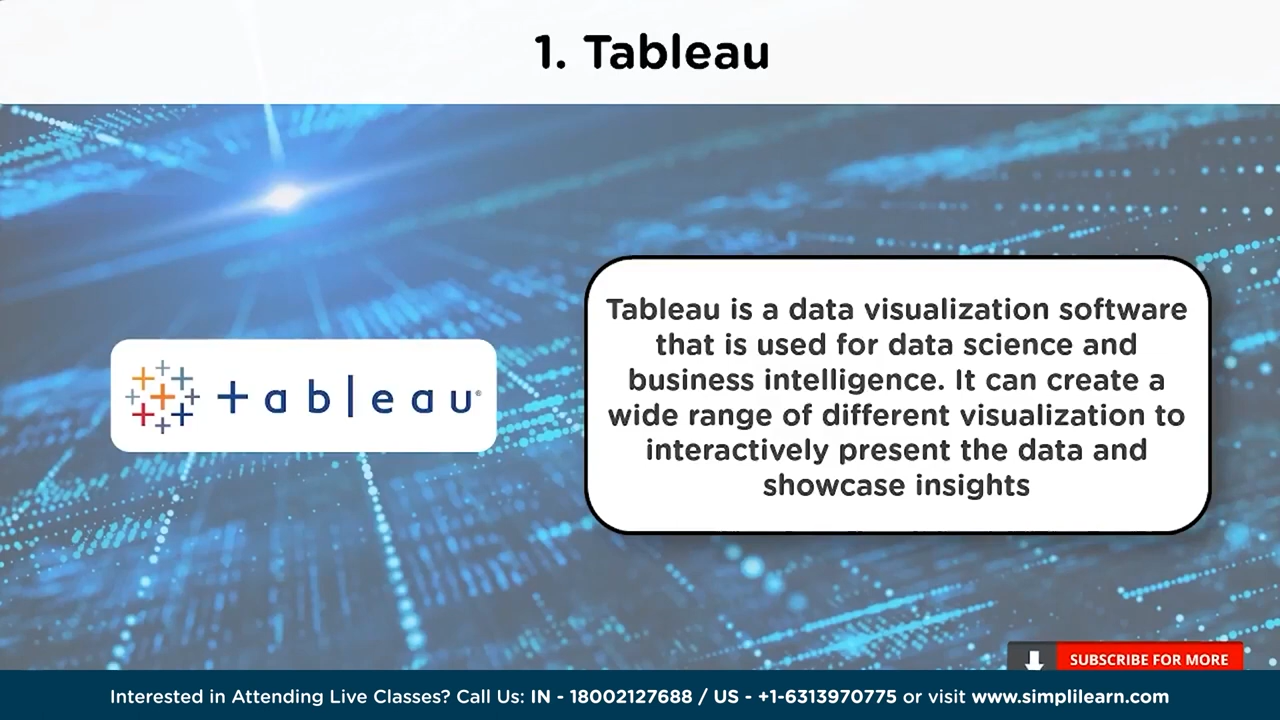 1. Tableau
+ a b l e a u®
Tableau is a data visualization software
that is used for data science and
business intelligence. It can create a
wide range of different visualization to
interactively present the data and
showcase insights
SUBSCRIBE FOR MORE
Interested in Attending Live Classes? Call Us: IN - 18002127688 / US - +1-6313970775 or visit www.simplilearn.com